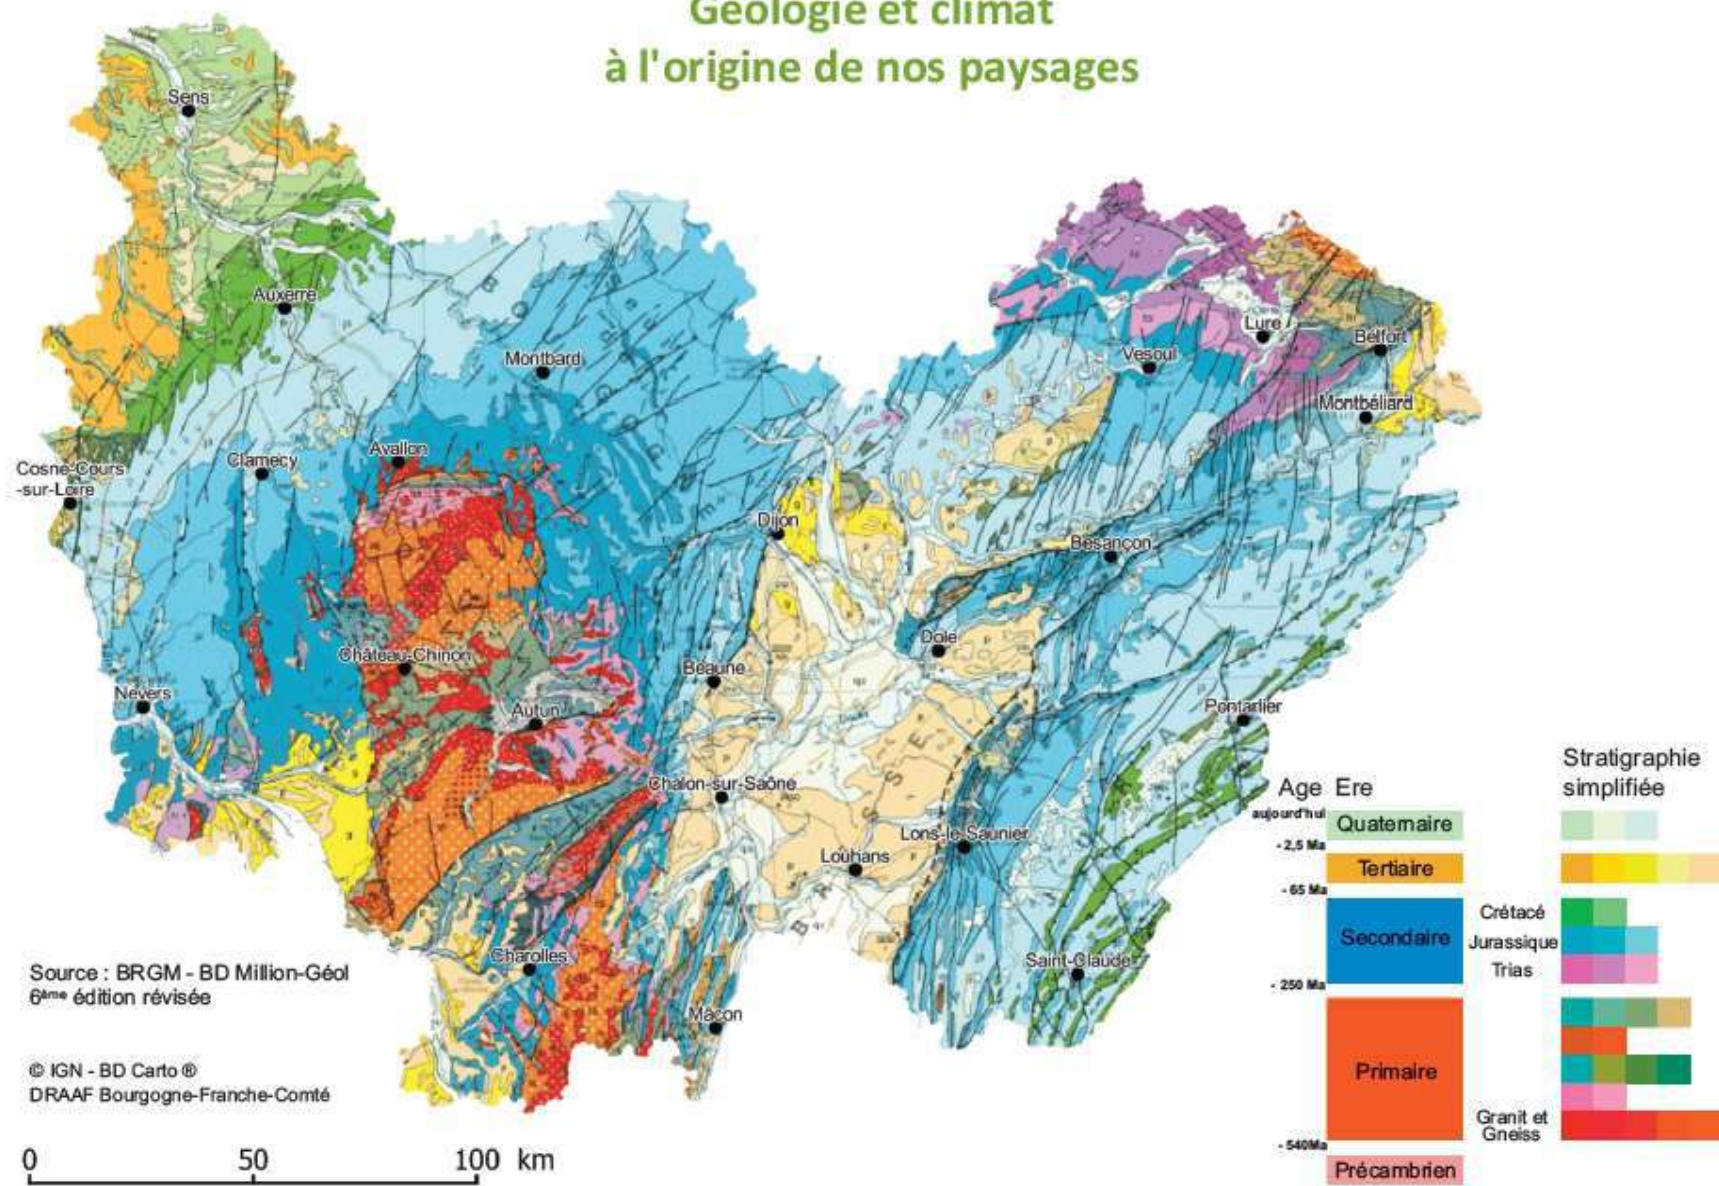 Géologie et climat
à l'origine de nos paysages
Sens
Auxerre
Montbard
Lure
Belfort
Vesoul
Montbéliard
Avallon
Clamecy
Cosne-Cours
-sur-Loire
Dijon
Besançon
Château-Chinon
Dole
Beaune
Nevers
Autun
Pontarlier
Chalon-sur-Saône
Lons-le-Saunier
Louhans
Charolles
Saint-Claude
Mâcon
Source : BRGM - BD Million-Géol
6ème édition révisée
© IGN - BD Carto ®
DRAAF Bourgogne-Franche-Comté
0 50 100 km
Stratigraphie
simplifiée
Age Ere
aujourd'hui
Quaternaire
- 2,5 Ma
Tertiaire
- 65 Ma
Crétacé
Secondaire
Jurassique
Trias
- 250 Ma
Primaire
Granit et
Gneiss
- 540Ma
Précambrien